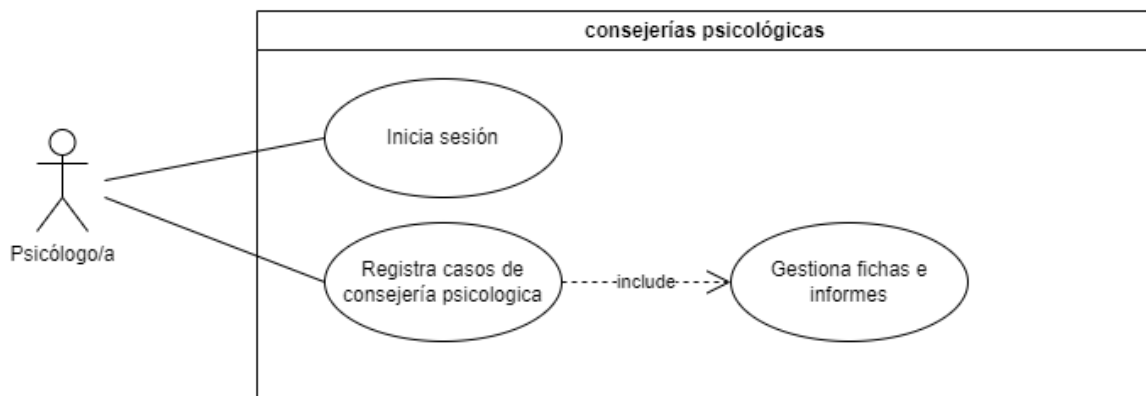 consejerías psicológicas
Inicia sesión
Psicólogo/a
Registra casos de
consejería psicologica
include
Gestiona fichas e
informes